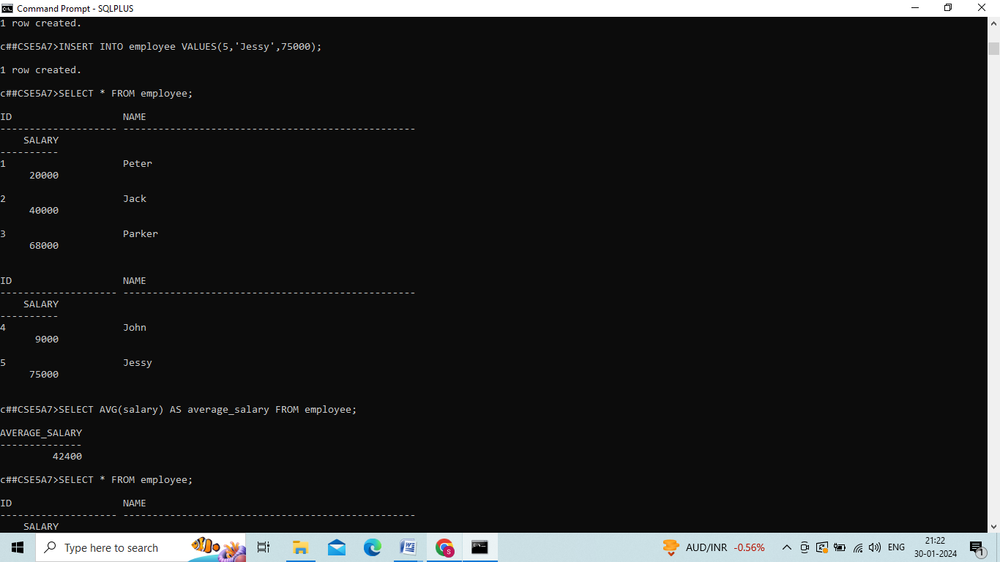 Command Prompt - SQLPLUS
1 row created.
c##CSE5A7>INSERT INTO employee VALUES(5,'Jessy',75000);
1 row created.
c##CSE5A7>SELECT * FROM employee;
ID                  NAME
-------------------- --------------------------------------------------
    SALARY
----------
1                    Peter
     20000
2                    Jack
     40000
3                    Parker
     68000
ID                  NAME
-------------------- --------------------------------------------------
    SALARY
----------
4                    John
      9000
5                    Jessy
     75000
c##CSE5A7>SELECT AVG(salary) AS average_salary FROM employee;
AVERAGE_SALARY
--------------
         42400
c##CSE5A7>SELECT * FROM employee;
ID                  NAME
-------------------- --------------------------------------------------
    SALARY
Type here to search
AUD/INR -0.56%
ENG
21:22
30-01-2024
1